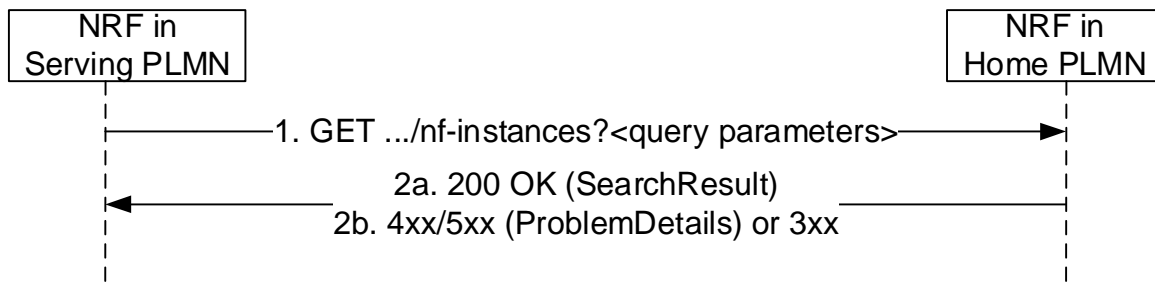 NRF in
Serving PLMN
NRF in
Home PLMN
1. GET .../nf-instances?<query parameters>
2a. 200 OK (SearchResult)
2b. 4xx/5xx (ProblemDetails) or 3xx